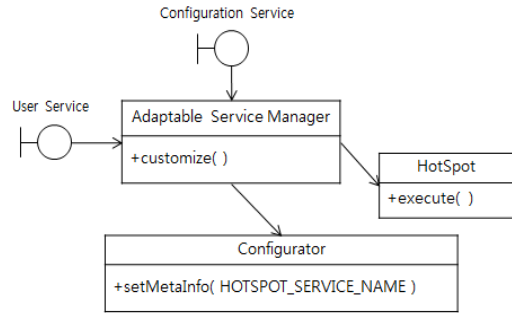 Configuration Service
User Service
Adaptable Service Manager
+customize( )
HotSpot
+execute( )
Configurator
+setMetaInfo( HOTSPOT_SERVICE_NAME )